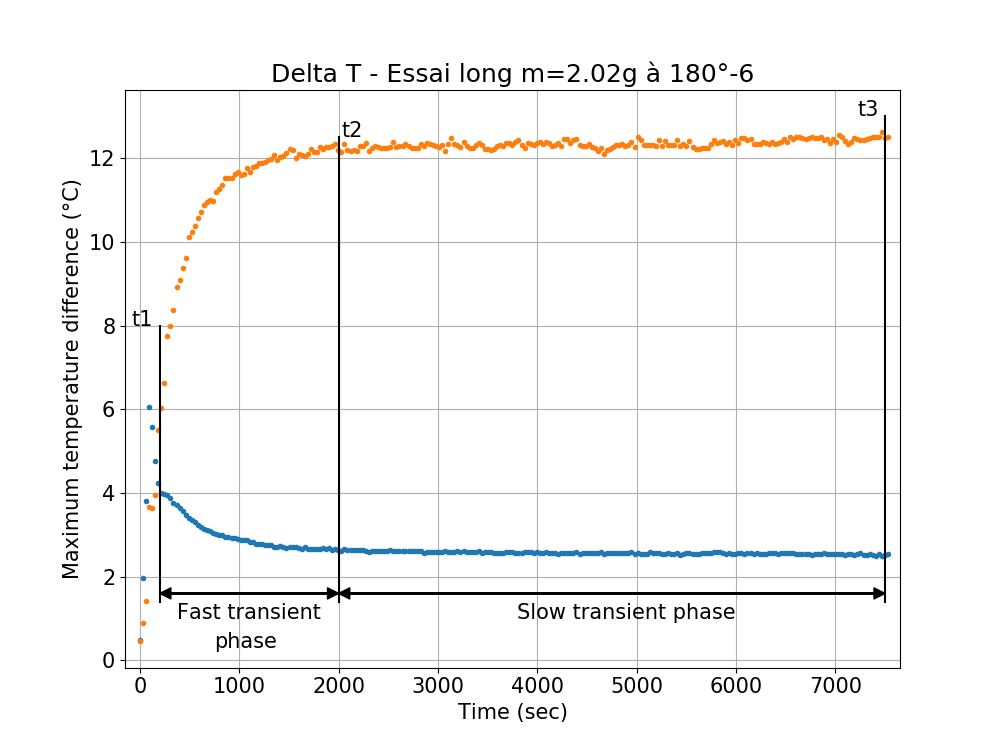 Delta T - Essai long m=2.02g à 180°-6
t3
t2
12
10
t1
8
6
4
2
0
Maximum temperature difference (°C)
Fast transient
phase
Slow transient phase
0 1000 2000 3000 4000 5000 6000 7000
Time (sec)